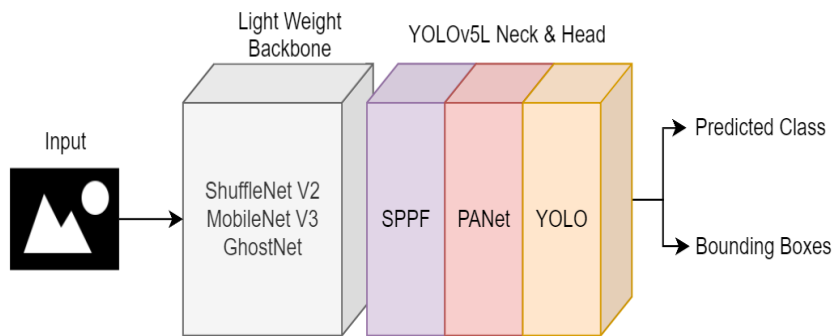 Light Weight
Backbone
YOLOv5L Neck & Head
Input
ShuffleNet V2
MobileNet V3
GhostNet
SPPF
PANet
YOLO
Predicted Class
Bounding Boxes